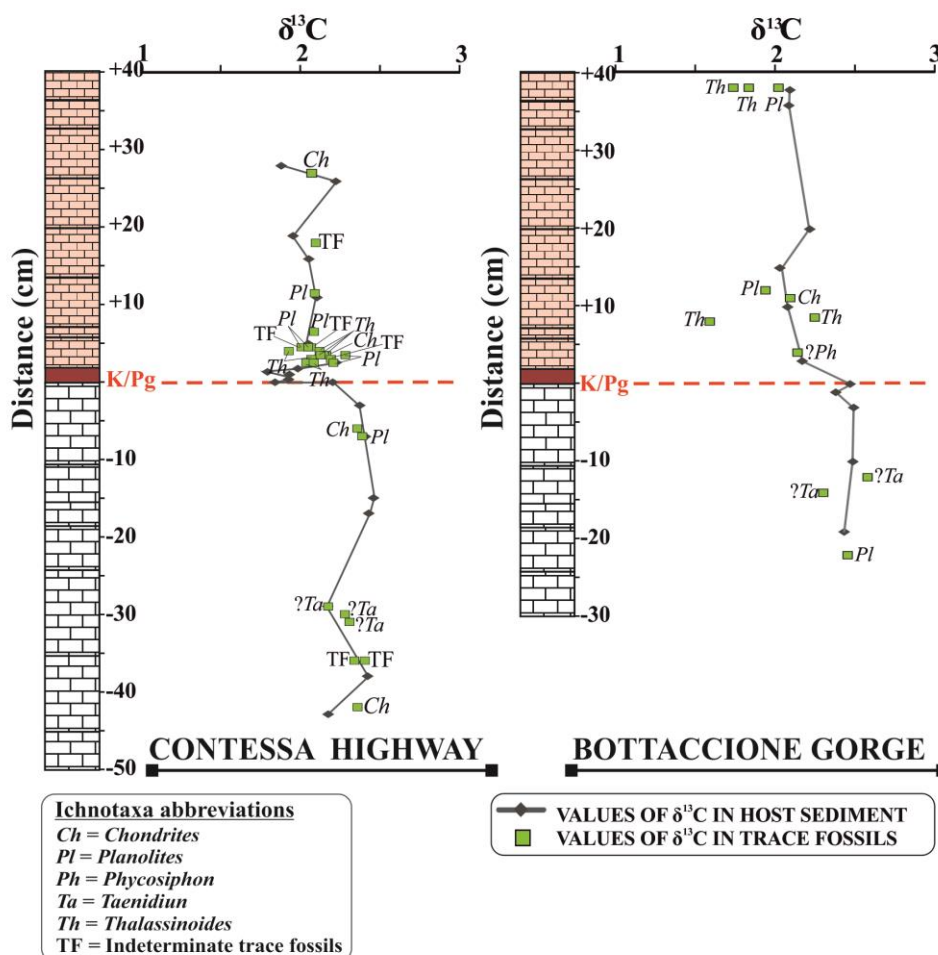 δ¹³C
1 2 3
+40
+30
+20
+10
K/Pg
-10
-20
-30
-40
-50
Distance (cm)
Ch
TF
Pl
Pl Pl TF Th
TF Ch TF
Th Th Pl
Ch Pl
?Ta ?Ta
?Ta
TF TF
Ch
CONTESSA HIGHWAY
δ¹³C
1 2 3
+40
+30
+20
+10
K/Pg
-10
-20
-30
Distance (cm)
Th
Th Pl
Pl Ch
Th Th
?Ph
?Ta
?Ta
Pl
BOTTACCIONE GORGE
Ichnotaxa abbreviations
Ch = Chondrites
Pl = Planolites
Ph = Phycosiphon
Ta = Taenidiun
Th = Thalassinoides
TF = Indeterminate trace fossils
VALUES OF δ¹³C IN HOST SEDIMENT
VALUES OF δ¹³C IN TRACE FOSSILS